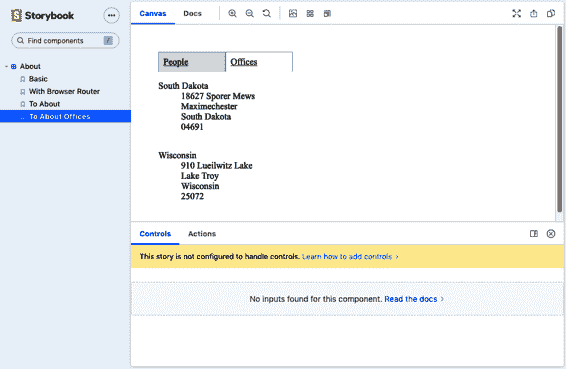 Storybook
Find components
/
About
Basic
With Browser Router
To About
To About Offices
Canvas
Docs
People
Offices
South Dakota
18627 Sporer Mews
Maximechester
South Dakota
04691
Wisconsin
910 Lueilwitz Lake
Lake Troy
Wisconsin
25072
Controls
Actions
This story is not configured to handle controls. Learn how to add controls
No inputs found for this component. Read the docs